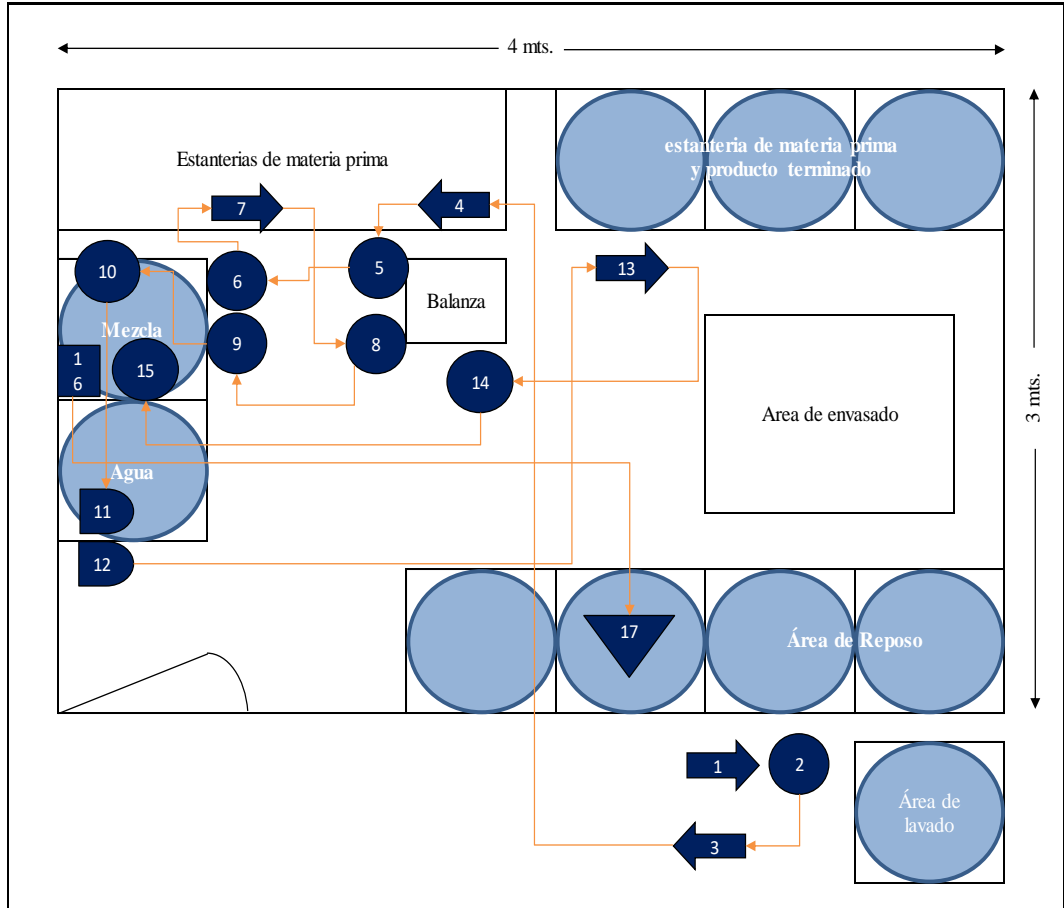 4 mts.
estanteria de materia prima
y producto terminado
Estanterias de materia prima
7
4
5
13
10
6
Balanza
Mezcla
9
8
1
6
15
14
Area de envasado
3 mts.
Agua
11
12
17
Área de Reposo
1
2
Área de
lavado
3